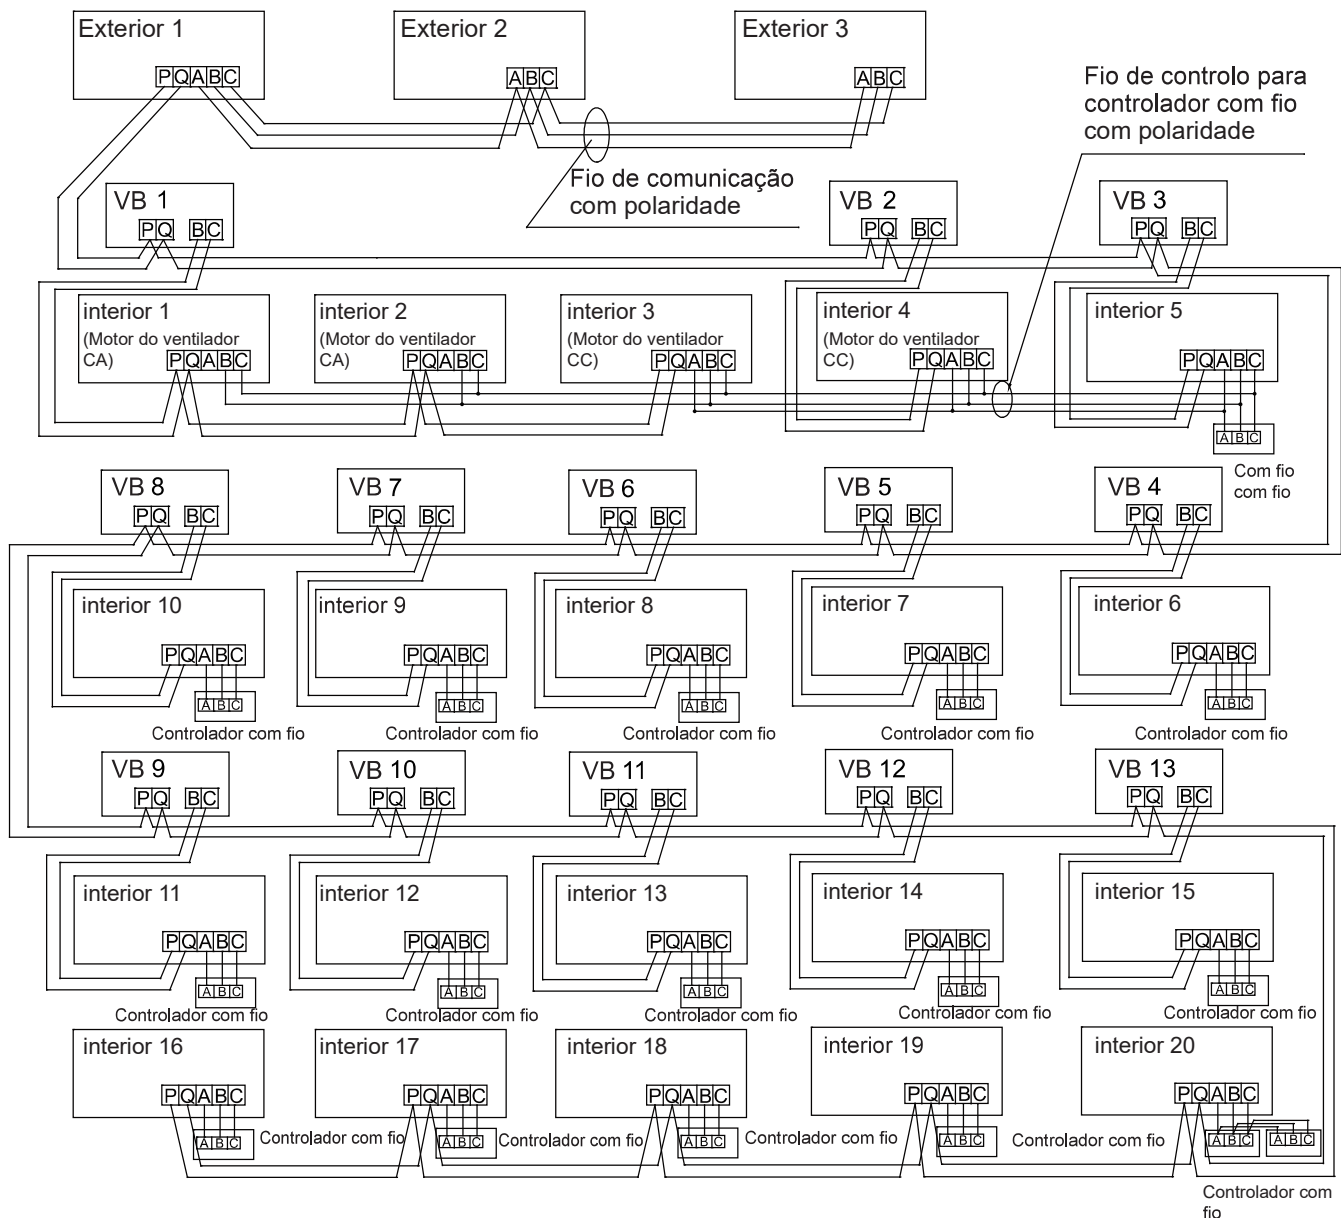 Exterior 1
Exterior 2
Exterior 3
PQABC
ABC
ABC
Fio de controlo para
controlador com fio
com polaridade
Fio de comunicação
com polaridade
VB 1
VB 2
VB 3
PQ BC
PQ BC
PQ BC
interior 1
(Motor do ventilador
CA)
PQABC
interior 2
(Motor do ventilador
CA)
PQABC
interior 3
(Motor do ventilador
CC)
PQABC
interior 4
(Motor do ventilador
CC)
PQABC
interior 5
PQABC
ABC
Com fio
com fio
VB 8
VB 7
VB 6
VB 5
VB 4
PQ BC
PQ BC
PQ BC
PQ BC
PQ BC
interior 10
interior 9
interior 8
interior 7
interior 6
PQABC
PQABC
PQABC
PQABC
PQABC
ABC
ABC
ABC
ABC
ABC
Controlador com fio
Controlador com fio
Controlador com fio
Controlador com fio
Controlador com fio
VB 9
VB 10
VB 11
VB 12
VB 13
PQ BC
PQ BC
PQ BC
PQ BC
PQ BC
interior 11
interior 12
interior 13
interior 14
interior 15
PQABC
PQABC
PQABC
PQABC
PQABC
ABC
ABC
ABC
ABC
ABC
Controlador com fio
Controlador com fio
Controlador com fio
Controlador com fio
Controlador com fio
interior 16
interior 17
interior 18
interior 19
interior 20
PQABC
PQABC
PQABC
PQABC
PQABC
ABC
Controlador com fio
ABC
Controlador com fio
ABC
Controlador com fio
ABC
Controlador com fio
ABC
ABC
Controlador com
fio